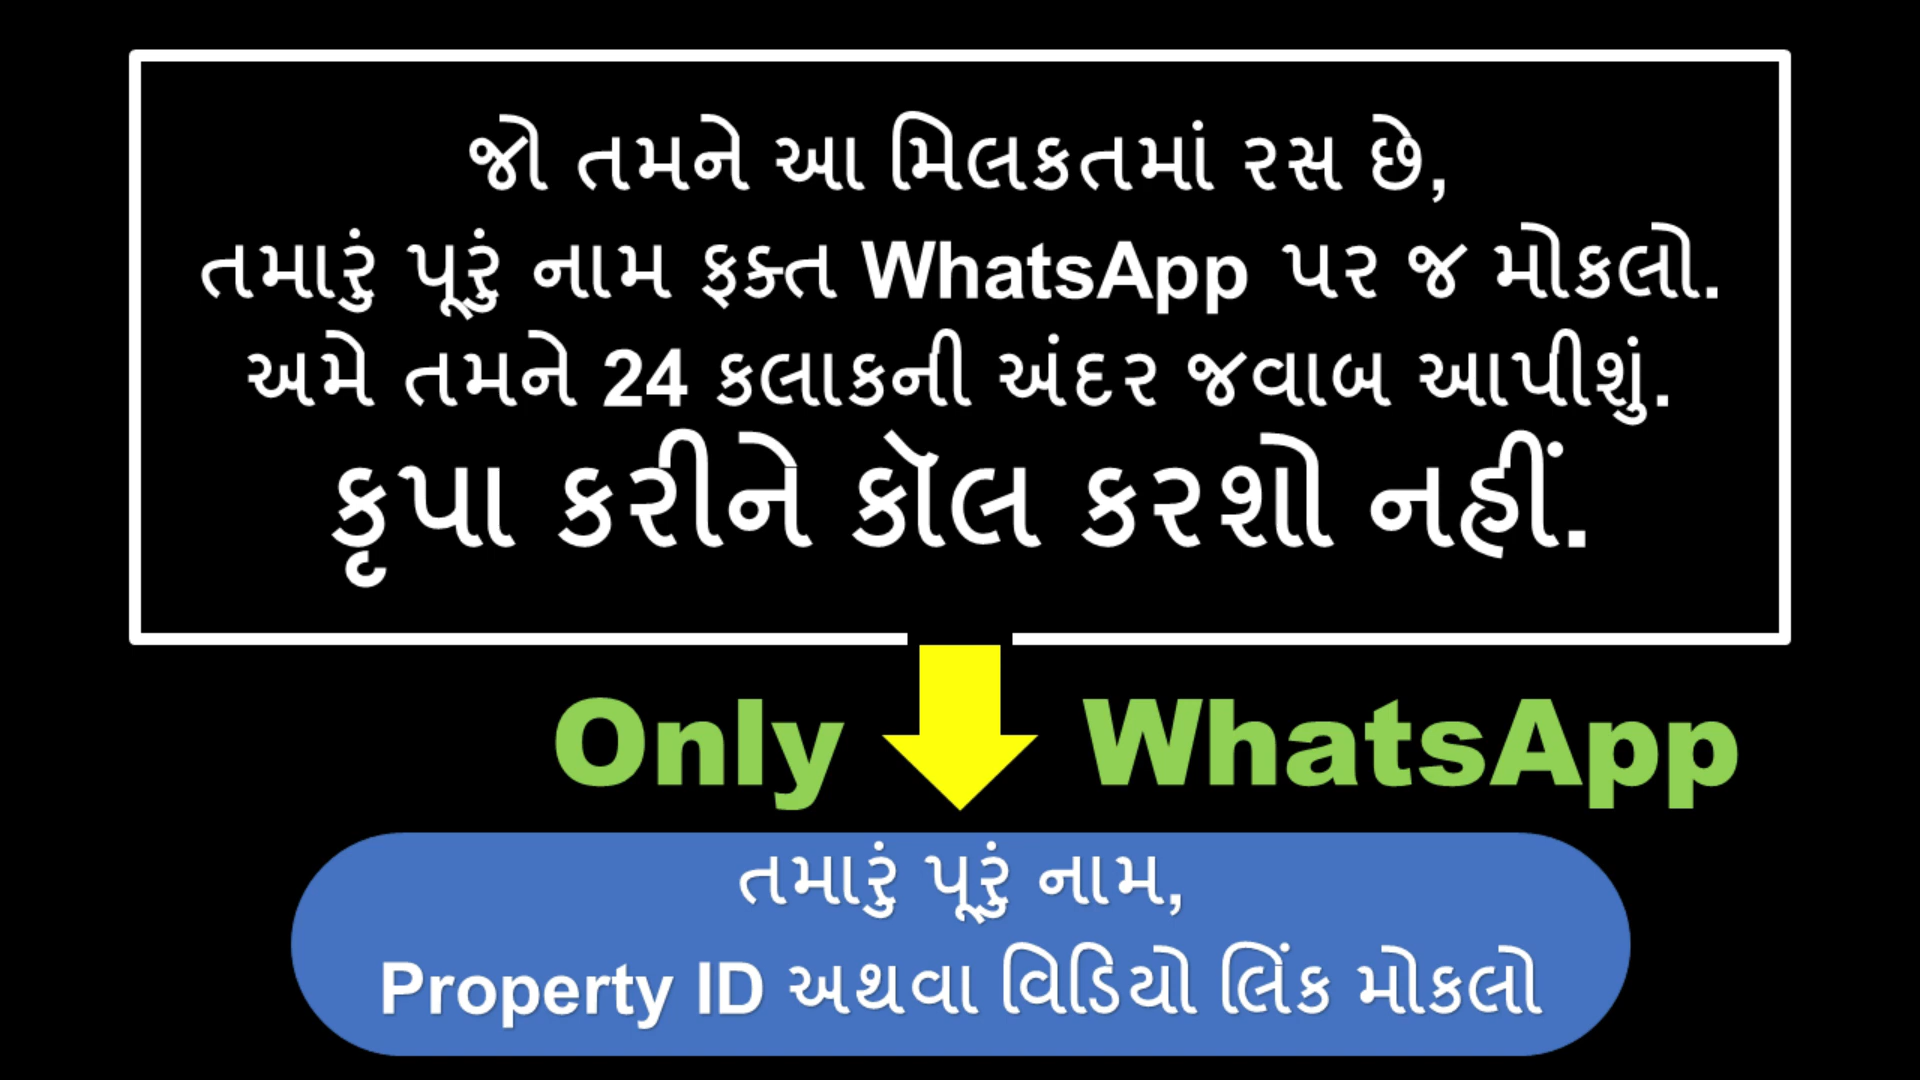 જો તમને આ મિલકતમાં રસ છે,
તમારું પૂરું નામ ફક્ત WhatsApp પર જ મોકલો.
અમે તમને 24 કલાકની અંદર જવાબ આપીશું.
કૃપા કરીને કૉલ કરશો નહીં.
Only WhatsApp
તમારું પૂરું નામ,
Property ID અથવા વિડિયો લિંક મોકલો